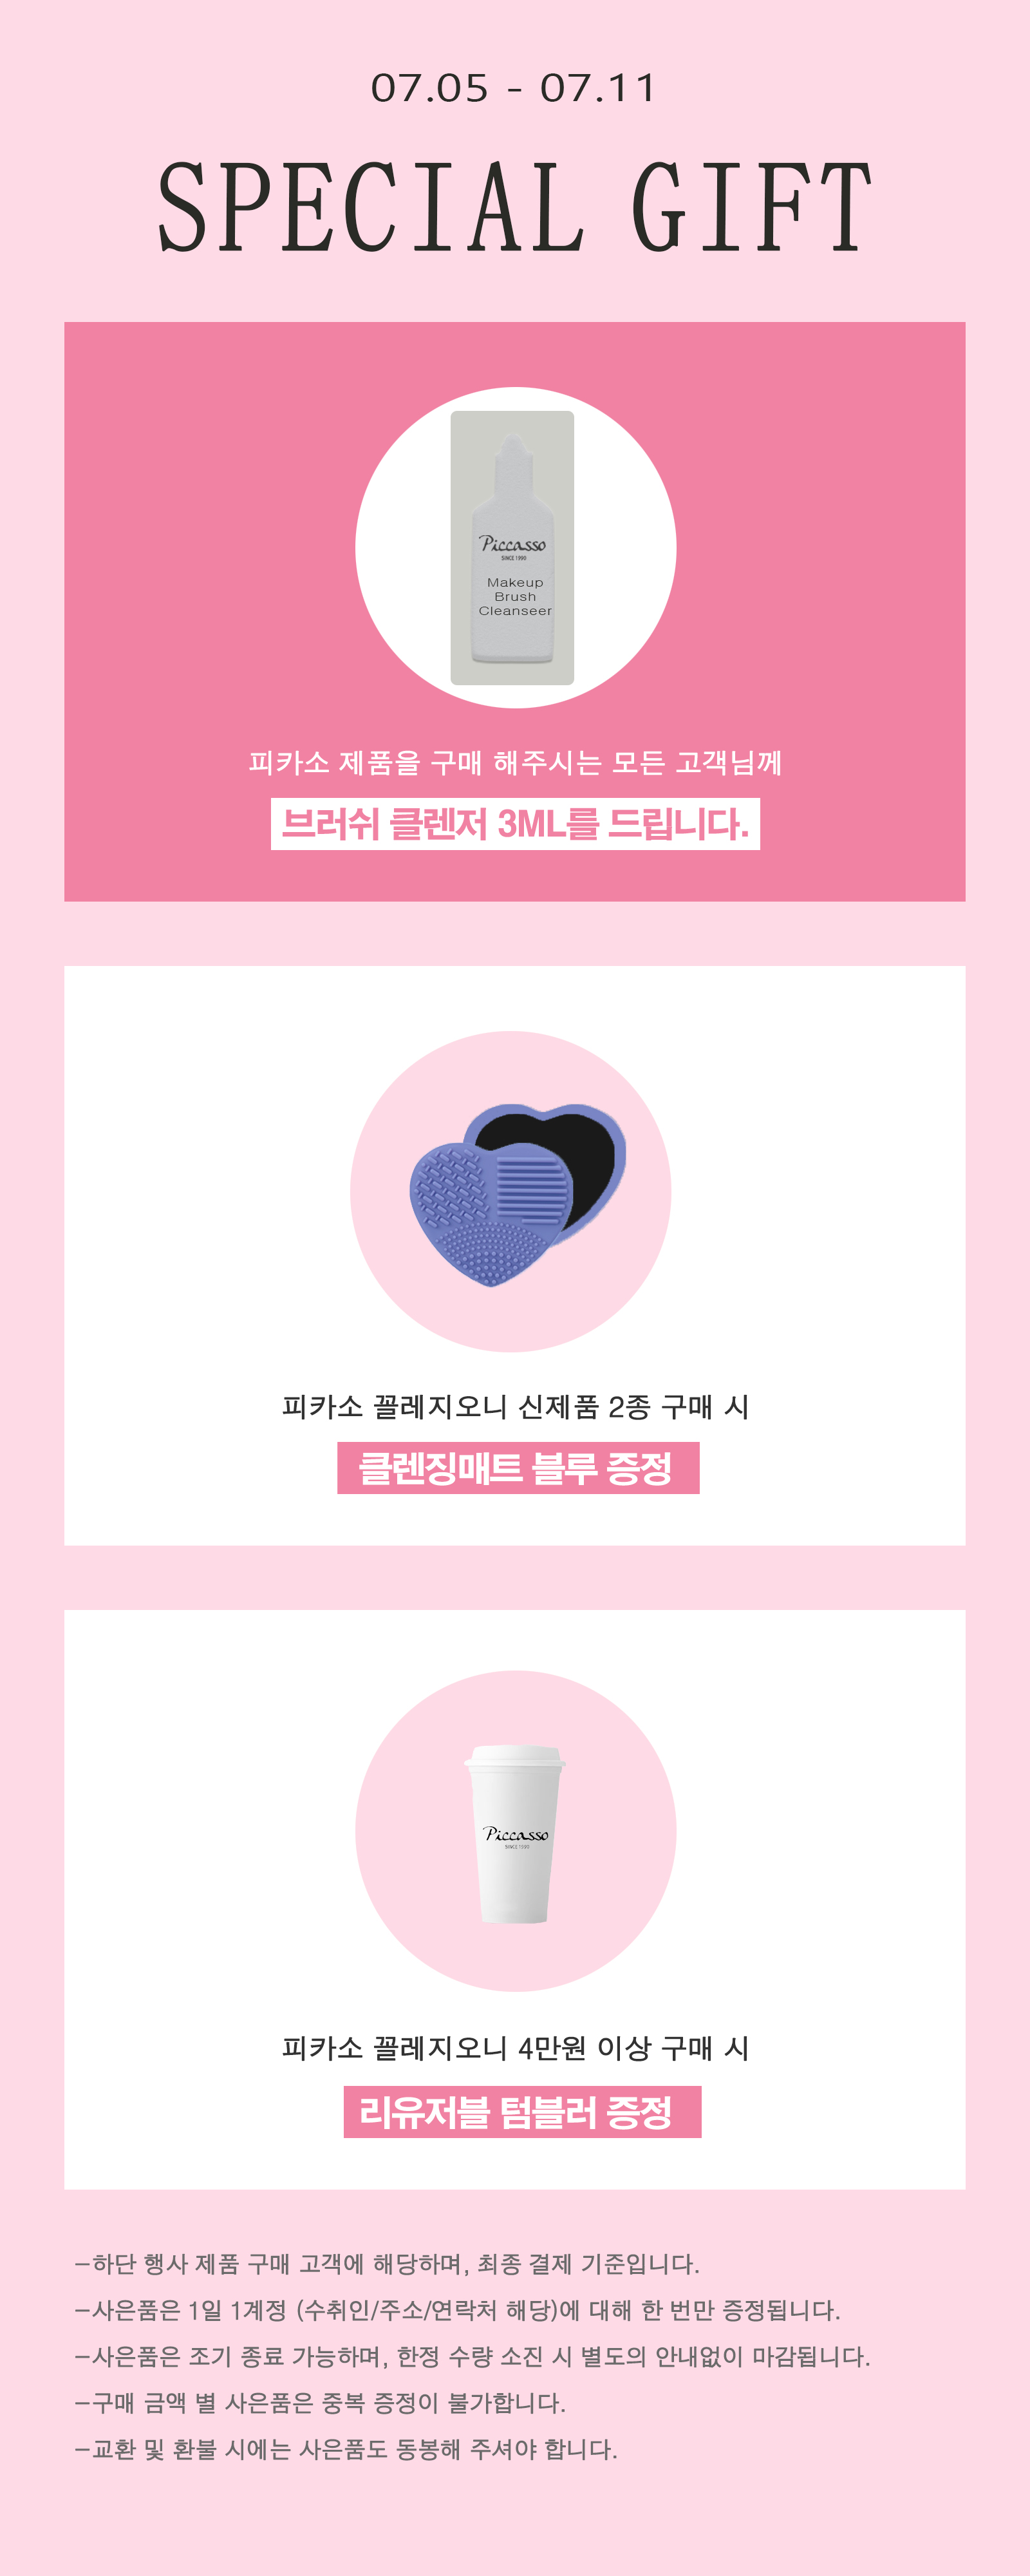 07.05 - 07.11
SPECIAL GIFT
Piccasso
SINCE 1990
Makeup
Brush
Cleanseer
피카소 제품을 구매 해주시는 모든 고객님께
브러쉬 클렌저 3ML를 드립니다.
피카소 꼴레지오니 신제품 2종 구매 시
클렌징매트 블루 증정
Piccasso
SINCE 1990
피카소 꼴레지오니 4만원 이상 구매 시
리유저블 텀블러 증정
-하단 행사 제품 구매 고객에 해당하며, 최종 결제 기준입니다.
-사은품은 1일 1계정 (수취인/주소/연락처 해당)에 대해 한 번만 증정됩니다.
-사은품은 조기 종료 가능하며, 한정 수량 소진 시 별도의 안내없이 마감됩니다.
-구매 금액 별 사은품은 중복 증정이 불가합니다.
-교환 및 환불 시에는 사은품도 동봉해 주셔야 합니다.